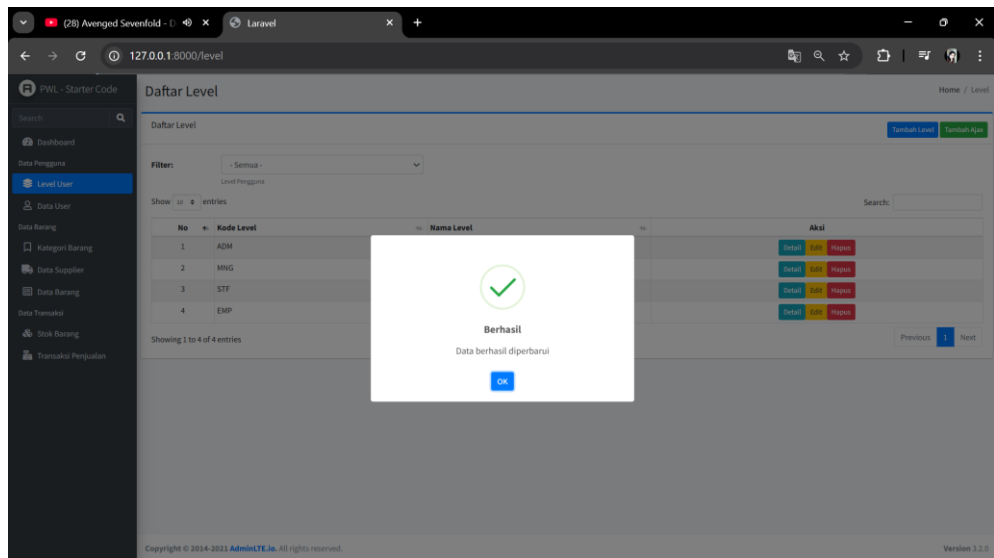 (28) Avenged Sevenfold - D
Laravel
127.0.0.1:8000/level
PWL - Starter Code
Daftar Level
Home / Level
Search
Daftar Level
Tambah Level
Tambah Ajax
Dashboard
Data Pengguna
Filter:
- Semua -
Level Pengguna
Level User
Data User
Show 10 entries
Search:
Data Barang
No
Kode Level
Nama Level
Aksi
Kategori Barang
1 ADM Detail Edit Hapus
Data Supplier
2 MNG Detail Edit Hapus
Data Barang
3 STF Detail Edit Hapus
Data Transaksi
4 EMP Detail Edit Hapus
Stok Barang
Showing 1 to 4 of 4 entries
Previous 1 Next
Transaksi Penjualan
Berhasil
Data berhasil diperbarui
OK
Copyright © 2014-2021 AdminLTE.io. All rights reserved.
Version 3.2.0